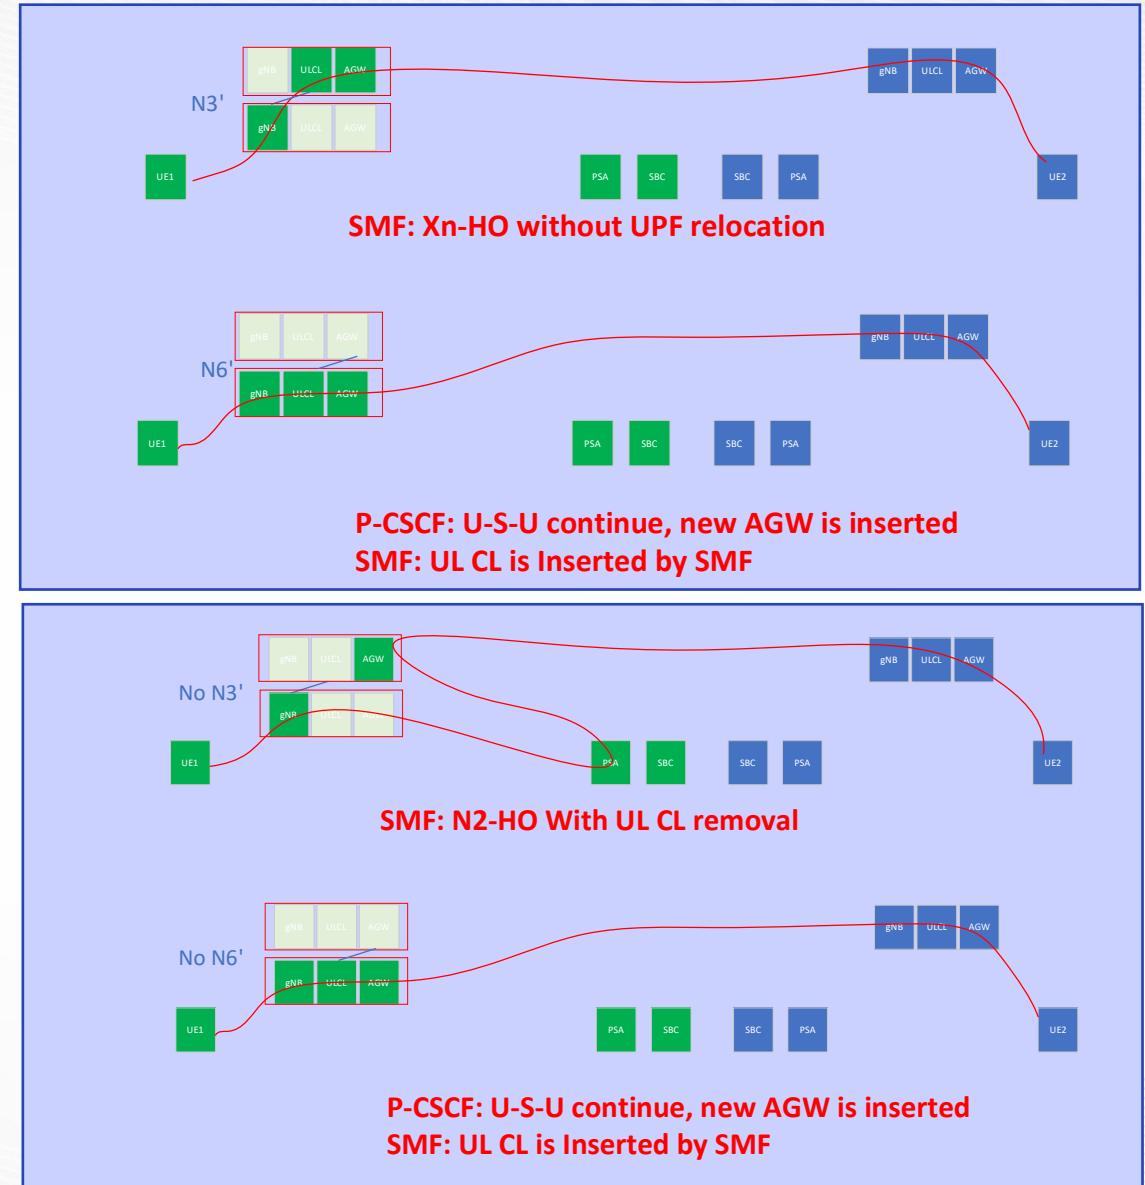 gNB ULCL AGW
gNB ULCL AGW
N3'
gNB ULCL AGW
UE1
PSA SBC SBC PSA
UE2
SMF: Xn-HO without UPF relocation
gNB ULCL AGW
gNB ULCL AGW
N6'
gNB ULCL AGW
UE1
PSA SBC SBC PSA
UE2
P-CSCF: U-S-U continue, new AGW is inserted
SMF: UL CL is Inserted by SMF
gNB ULCL AGW
gNB ULCL AGW
No N3'
gNB ULCL AGW
UE1
PSA SBC SBC PSA
UE2
SMF: N2-HO With UL CL removal
gNB ULCL AGW
gNB ULCL AGW
No N6'
gNB ULCL AGW
UE1
PSA SBC SBC PSA
UE2
P-CSCF: U-S-U continue, new AGW is inserted
SMF: UL CL is Inserted by SMF